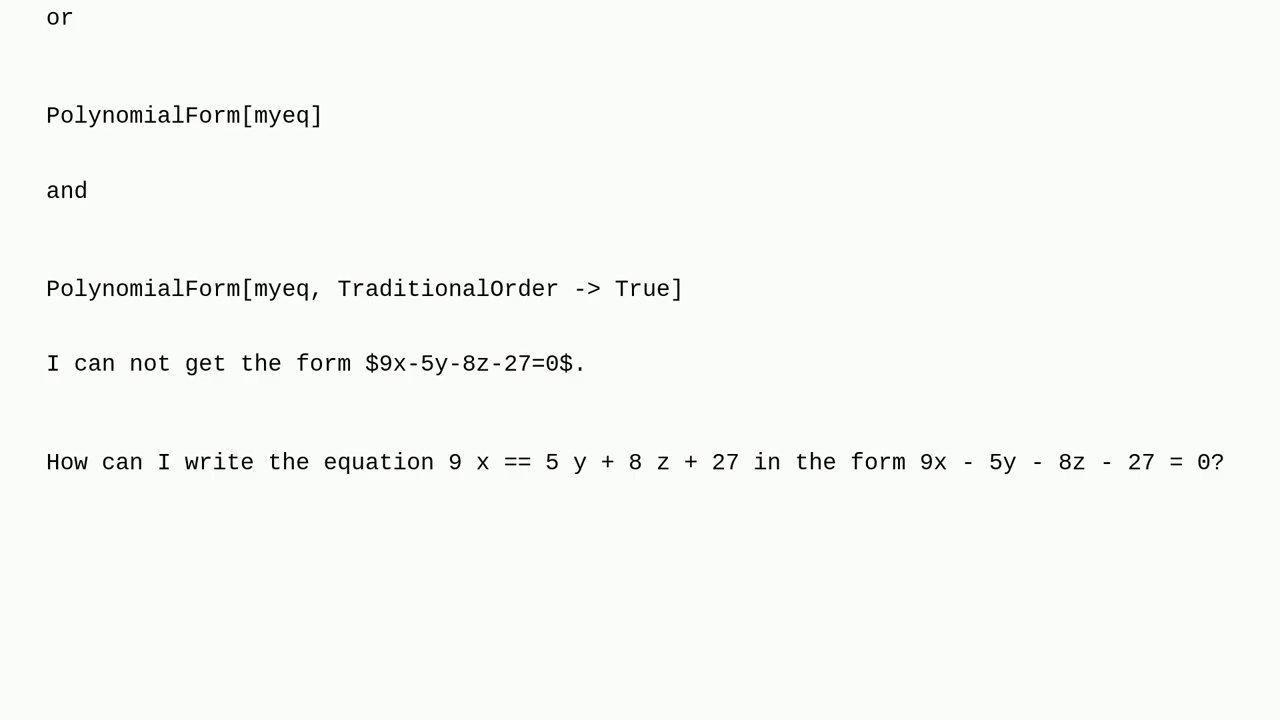 or
PolynomialForm[myeq]
and
PolynomialForm[myeq, TraditionalOrder -> True]
I can not get the form $9x-5y-8z-27=0$.
How can I write the equation 9 x == 5 y + 8 z + 27 in the form 9x - 5y - 8z - 27 = 0?